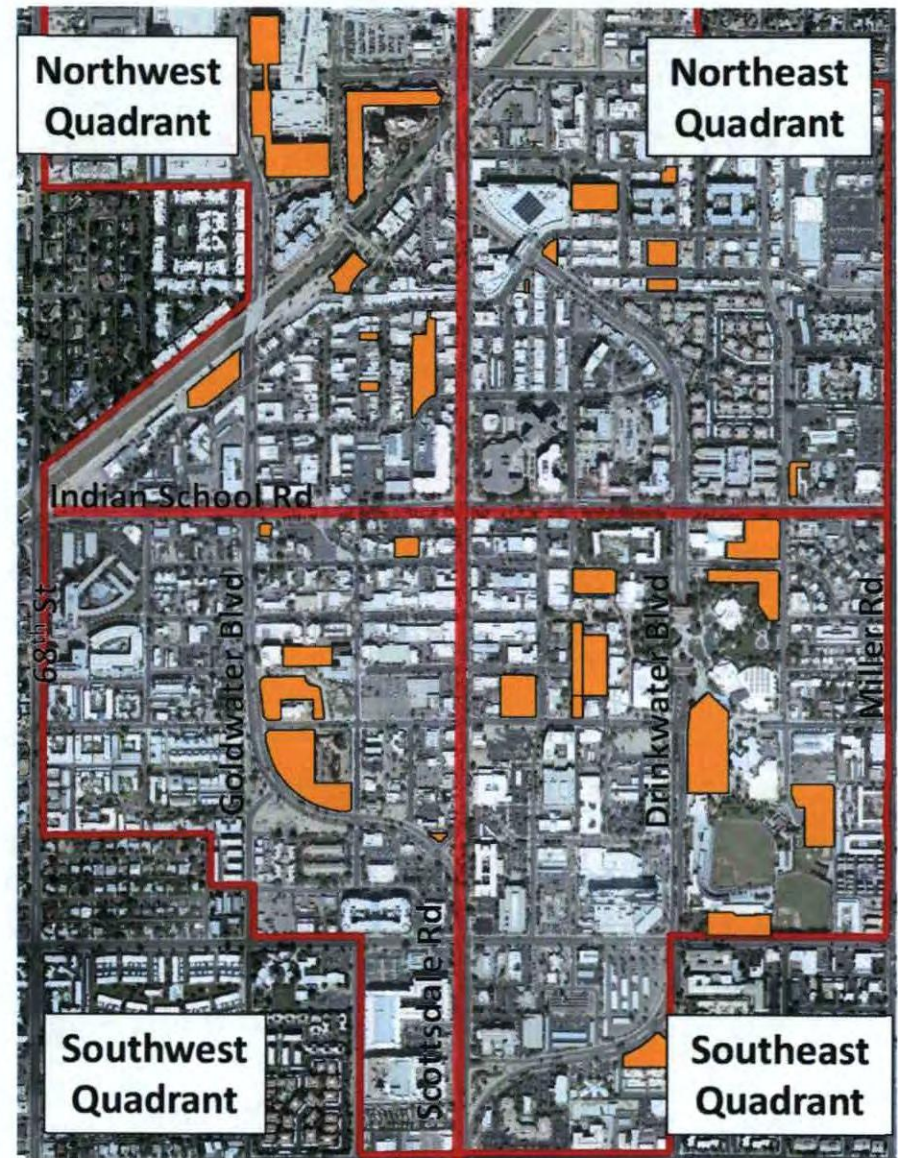 Northwest
Quadrant
Northeast
Quadrant
Indian School Rd
68th St
Goldwater Blvd
Drinkwater Blvd
Miller Rd
Scottsdale Rd
Southwest
Quadrant
Southeast
Quadrant